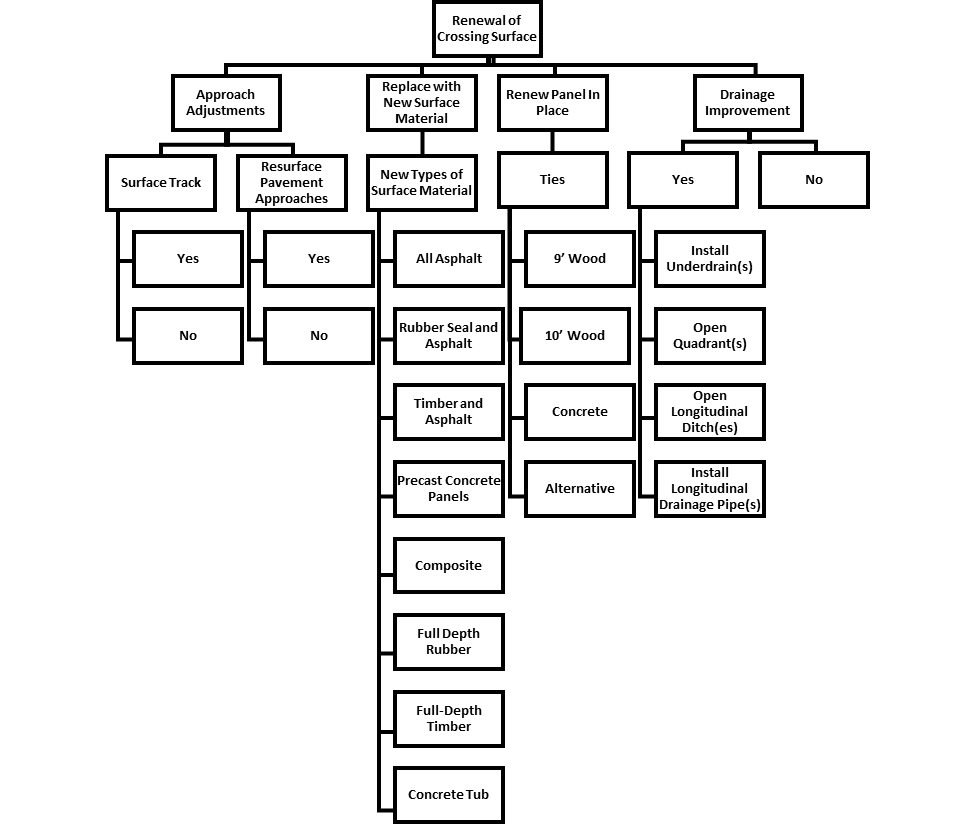 Renewal of
Crossing Surface
Approach
Adjustments
Replace with
New Surface
Material
Renew Panel In
Place
Drainage
Improvement
Surface Track
Resurface
Pavement
Approaches
New Types of
Surface Material
Ties
Yes
No
Yes
No
Yes
No
All Asphalt
Rubber Seal and
Asphalt
Timber and
Asphalt
Precast Concrete
Panels
Composite
Full Depth
Rubber
Full-Depth
Timber
Concrete Tub
9’ Wood
10’ Wood
Concrete
Alternative
Install
Underdrain(s)
Open
Quadrant(s)
Open
Longitudinal
Ditch(es)
Install
Longitudinal
Drainage Pipe(s)